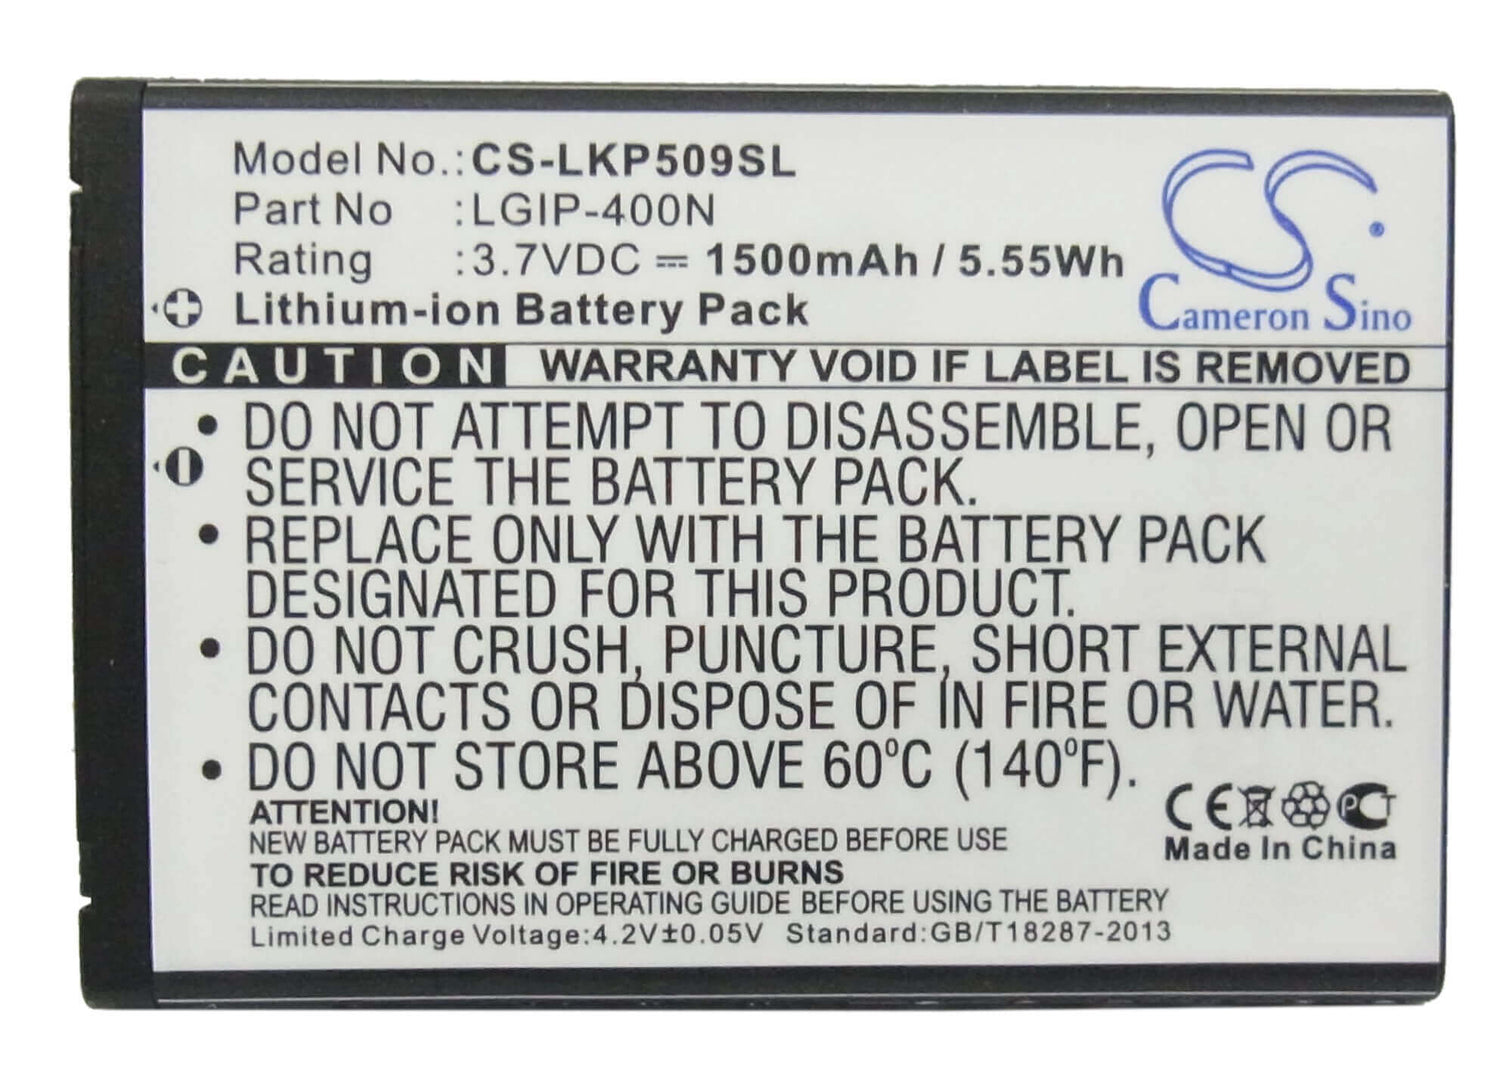 Model No.:CS-LKP509SL
Part No :LGIP-400N
Rating :3.7VDC ⎓ 1500mAh / 5.55Wh
Lithium-ion Battery Pack
CS®
Cameron Sino
CAUTION WARRANTY VOID IF LABEL IS REMOVED
• DO NOT ATTEMPT TO DISASSEMBLE, OPEN OR
SERVICE THE BATTERY PACK.
• REPLACE ONLY WITH THE BATTERY PACK
DESIGNATED FOR THIS PRODUCT.
• DO NOT CRUSH, PUNCTURE, SHORT EXTERNAL
CONTACTS OR DISPOSE OF IN FIRE OR WATER.
• DO NOT STORE ABOVE 60°C (140°F).
ATTENTION!
NEW BATTERY PACK MUST BE FULLY CHARGED BEFORE USE
TO REDUCE RISK OF FIRE OR BURNS
READ INSTRUCTIONS IN OPERATING GUIDE BEFORE USING THE BATTERY
Limited Charge Voltage:4.2V±0.05V Standard:GB/T18287-2013
CE PCT
Made In China